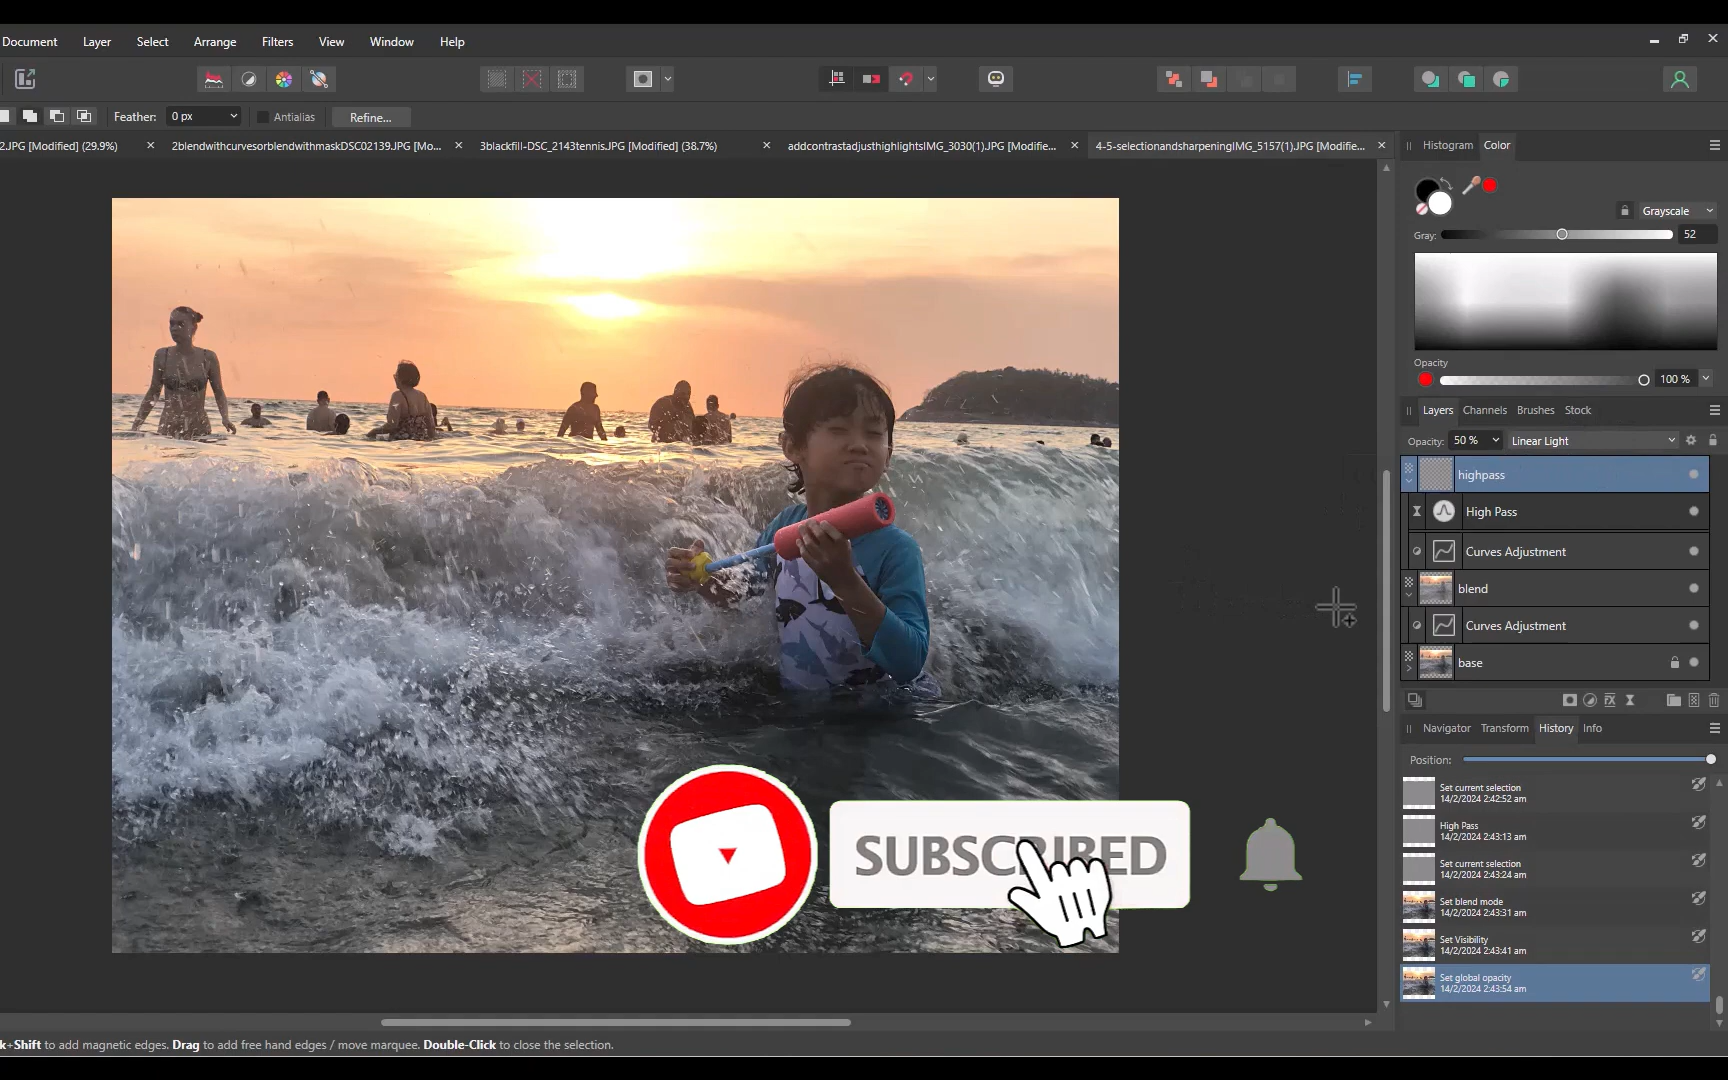 Document Layer Select Arrange Filters View Window Help
Feather: 0 px Antialias Refine...
2.JPG [Modified] (29.9%) 2blendwithcurvesorblendwithmaskDSC02139.JPG [Mo... 3blackfill-DSC_2143tennis.JPG [Modified] (38.7%) addcontrastadjusthighlightsIMG_3030(1).JPG [Modifie... 4-5-selectionandsharpeningIMG_5157(1).JPG [Modifie...
Histogram Color
Grayscale
Gray: 52
Opacity
100 %
Layers Channels Brushes Stock
Opacity: 50 % Linear Light
highpass
High Pass
Curves Adjustment
blend
Curves Adjustment
base
Navigator Transform History Info
Position:
Set current selection
14/2/2024 2:42:52 am
High Pass
14/2/2024 2:43:13 am
Set current selection
14/2/2024 2:43:24 am
Set blend mode
14/2/2024 2:43:31 am
Set Visibility
14/2/2024 2:43:41 am
Set global opacity
14/2/2024 2:43:54 am
SUBSCRIBED
k+Shift to add magnetic edges. Drag to add free hand edges / move marquee. Double-Click to close the selection.